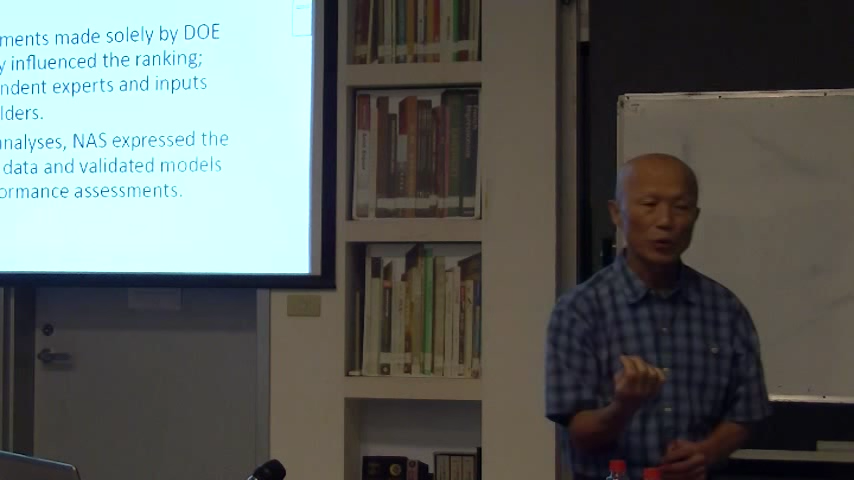 ments made solely by DOE
y influenced the ranking;
ndent experts and inputs
lders.
analyses, NAS expressed the
data and validated models
ormance assessments.